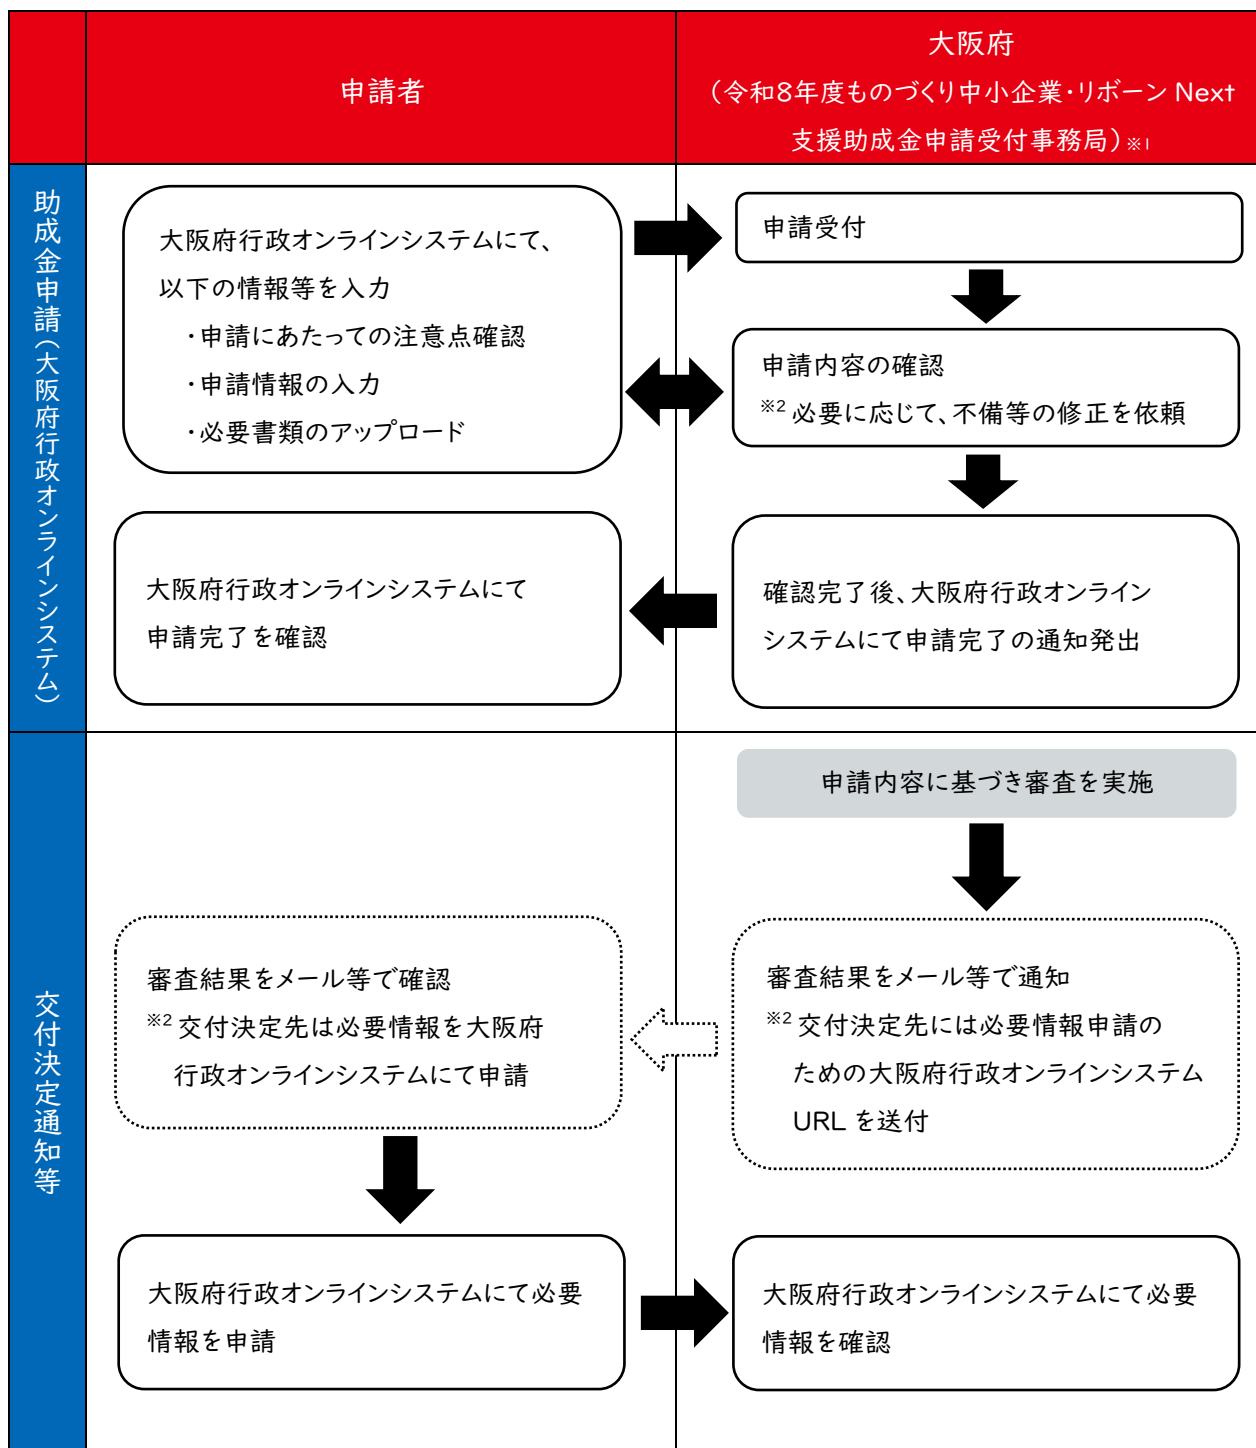 申請者
大阪府
（令和8年度ものづくり中小企業・リボーン Next
支援助成金申請受付事務局）※1
助成金申請（大阪府行政オンラインシステム）
大阪府行政オンラインシステムにて、
以下の情報等を入力
・申請にあたっての注意点確認
・申請情報の入力
・必要書類のアップロード
申請受付
申請内容の確認
※2 必要に応じて、不備等の修正を依頼
確認完了後、大阪府行政オンライン
システムにて申請完了の通知発出
大阪府行政オンラインシステムにて
申請完了を確認
交付決定通知等
申請内容に基づき審査を実施
審査結果をメール等で通知
※2 交付決定先には必要情報申請の
ための大阪府行政オンラインシステム
URL を送付
審査結果をメール等で確認
※2 交付決定先は必要情報を大阪府
行政オンラインシステムにて申請
大阪府行政オンラインシステムにて必要
情報を申請
大阪府行政オンラインシステムにて必要
情報を確認